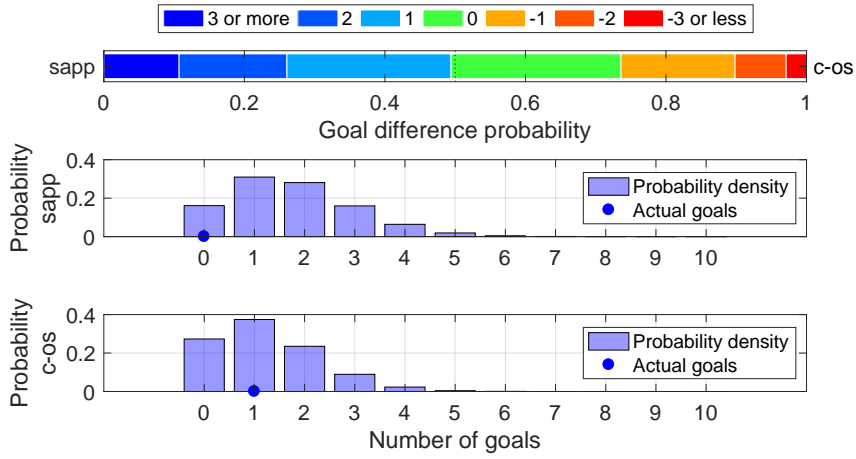 3 or more 2 1 0 -1 -2 -3 or less
sapp c-os
0 0.2 0.4 0.6 0.8 1
Goal difference probability
Probability
sapp
0.4
0.2
0
Probability density
Actual goals
0 1 2 3 4 5 6 7 8 9 10
Probability
c-os
0.4
0.2
0
Probability density
Actual goals
0 1 2 3 4 5 6 7 8 9 10
Number of goals